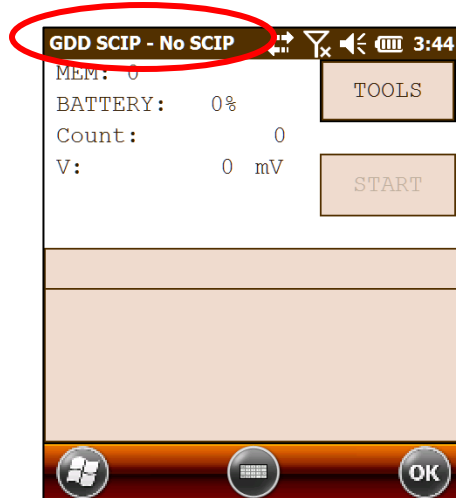 GDD SCIP - No SCIP 3:44
MEM: 0
TOOLS
BATTERY: 0%
Count: 0
V: 0 mV
START
OK